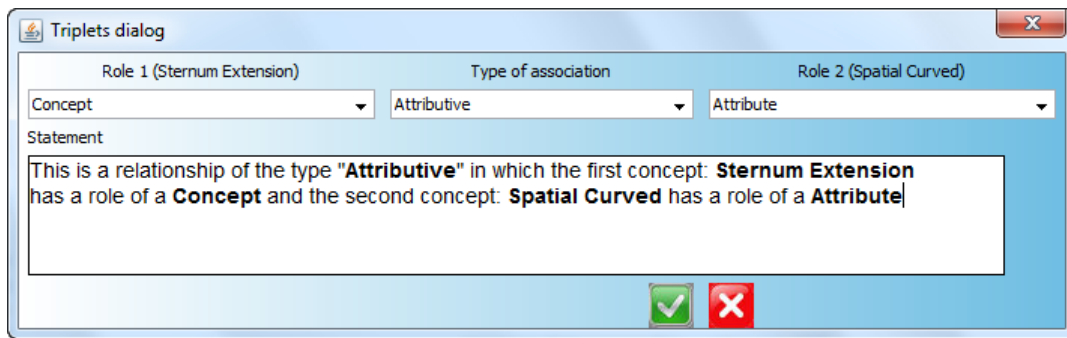 Triplets dialog
Role 1 (Sternum Extension) Type of association Role 2 (Spatial Curved)
Concept Attributive Attribute
Statement
This is a relationship of the type "Attributive" in which the first concept: Sternum Extension
has a role of a Concept and the second concept: Spatial Curved has a role of a Attribute